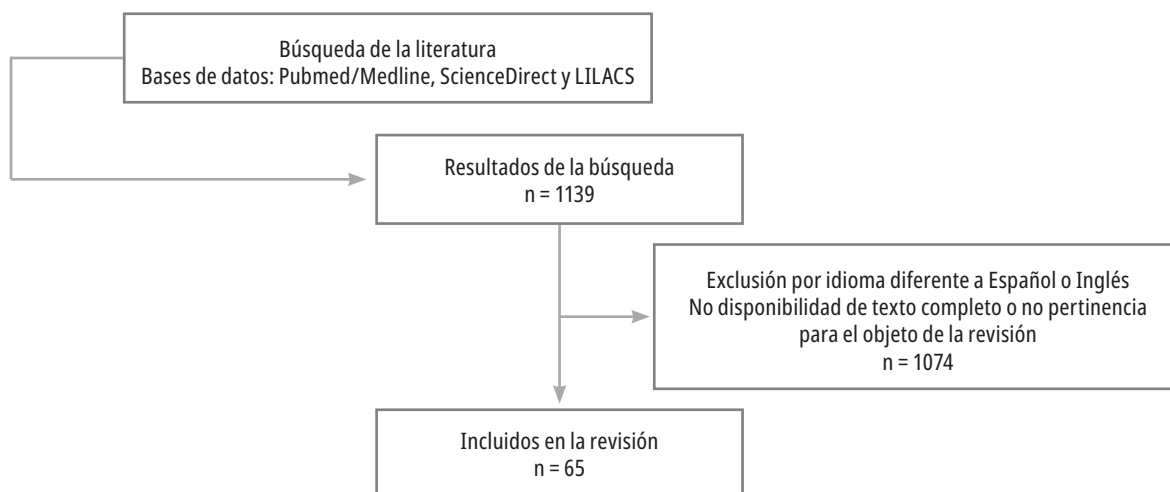 Búsqueda de la literatura
Bases de datos: Pubmed/Medline, ScienceDirect y LILACS
Resultados de la búsqueda
n = 1139
Exclusión por idioma diferente a Español o Inglés
No disponibilidad de texto completo o no pertinencia
para el objeto de la revisión
n = 1074
Incluidos en la revisión
n = 65